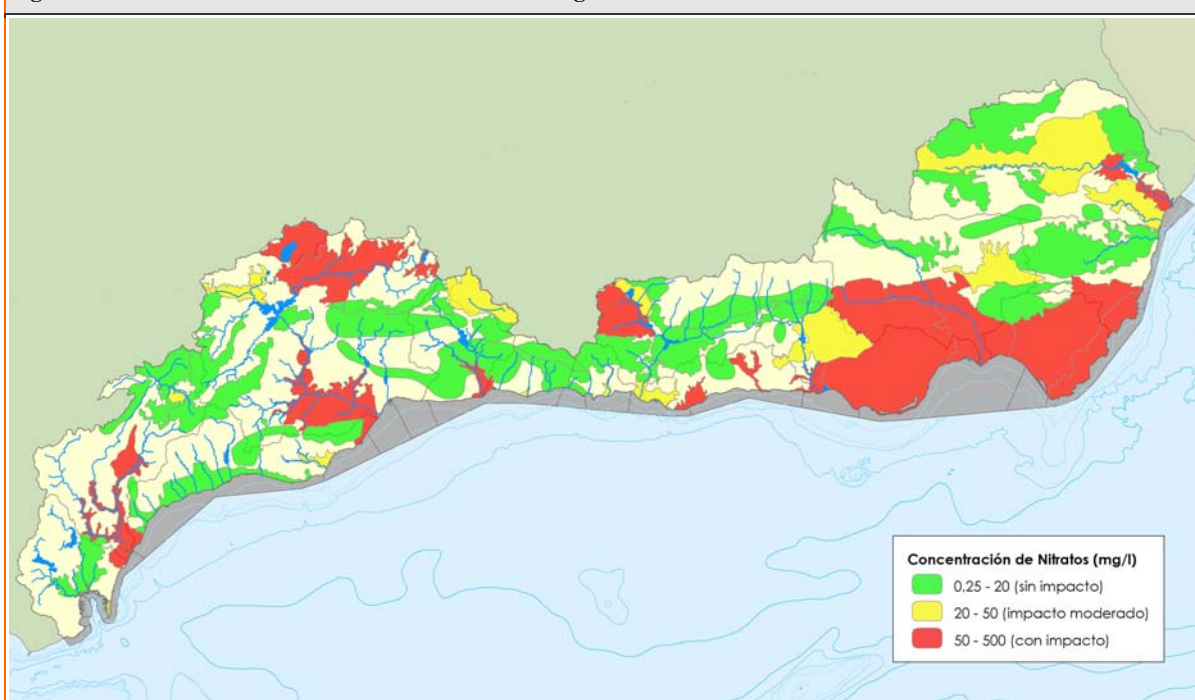 Concentración de Nitratos (mg/l)
0,25 - 20 (sin impacto)
20 - 50 (impacto moderado)
50 - 500 (con impacto)